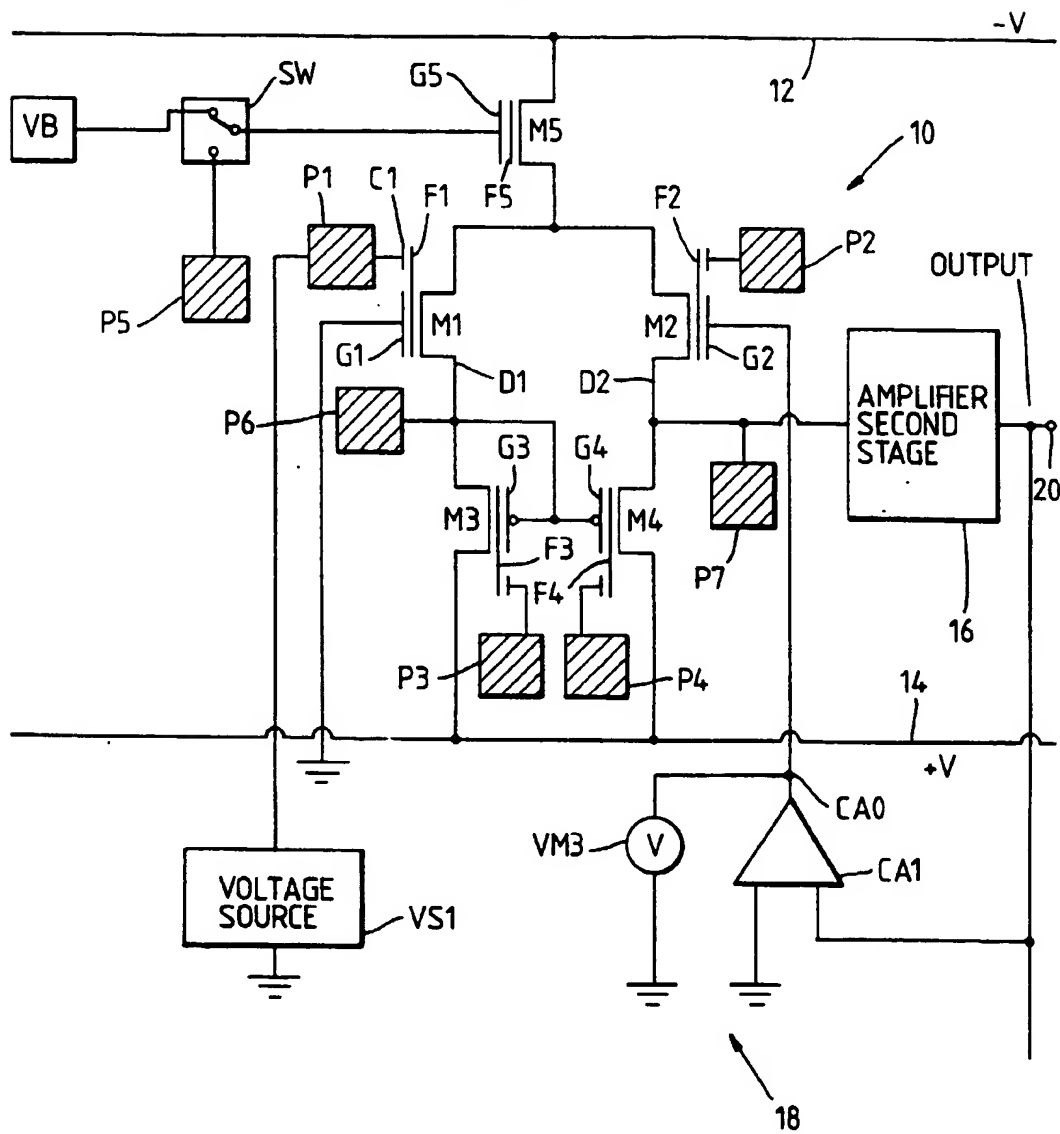 -V
12
SW
G5
VB
M5
10
P1
C1
F1
F5
F2
P2
OUTPUT
P5
M1
M2
G1
G2
D1
D2
AMPLIFIER
SECOND
STAGE
P6
G3
G4
20
M3
M4
F3
F4
P7
16
P3
P4
14
+V
CA0
VM3
V
CA1
VOLTAGE
SOURCE
VS1
18